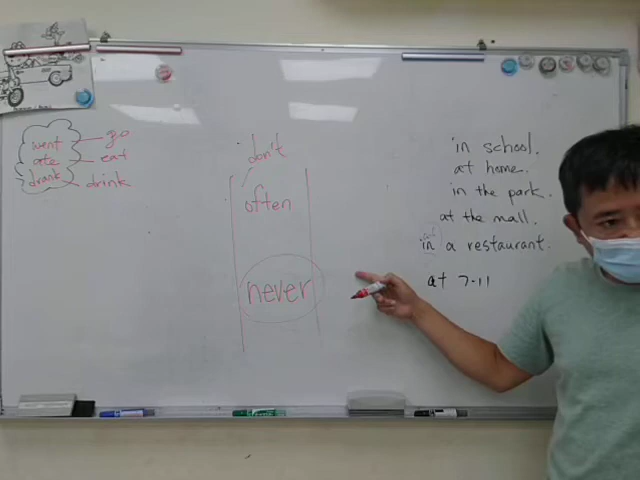 went go
ate eat
drank drink
don't
often
never
in school.
at home.
in the park.
at the mall.
at
in a restaurant.
at 7-11